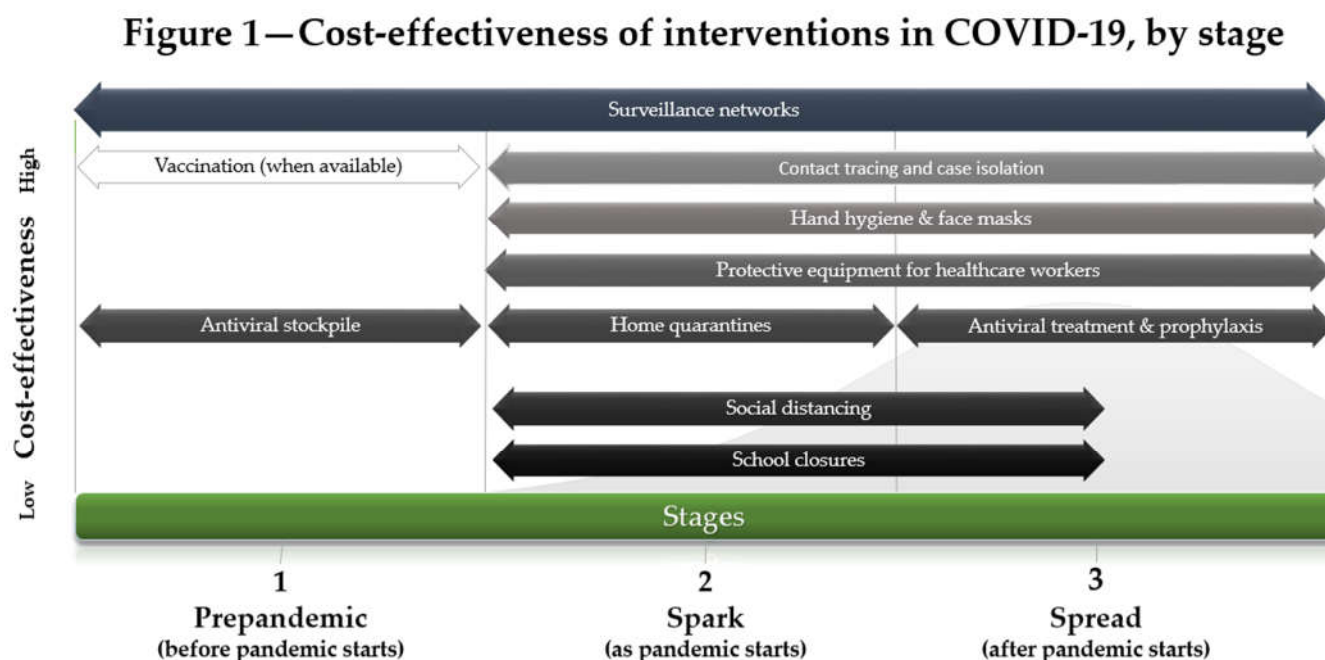 Figure 1—Cost-effectiveness of interventions in COVID-19, by stage
Surveillance networks
Vaccination (when available)
Contact tracing and case isolation
Hand hygiene & face masks
Protective equipment for healthcare workers
Antiviral stockpile
Home quarantines
Antiviral treatment & prophylaxis
Social distancing
School closures
High
Cost-effectiveness
Low
Stages
1
Prepandemic
(before pandemic starts)
2
Spark
(as pandemic starts)
3
Spread
(after pandemic starts)